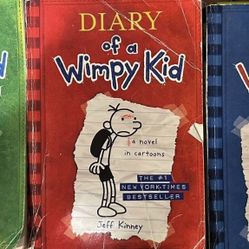 DIARY
of a
Wimpy Kid
a novel
in cartoons
THE #1
NEW YORK TIMES
BESTSELLER
Jeff Kinney